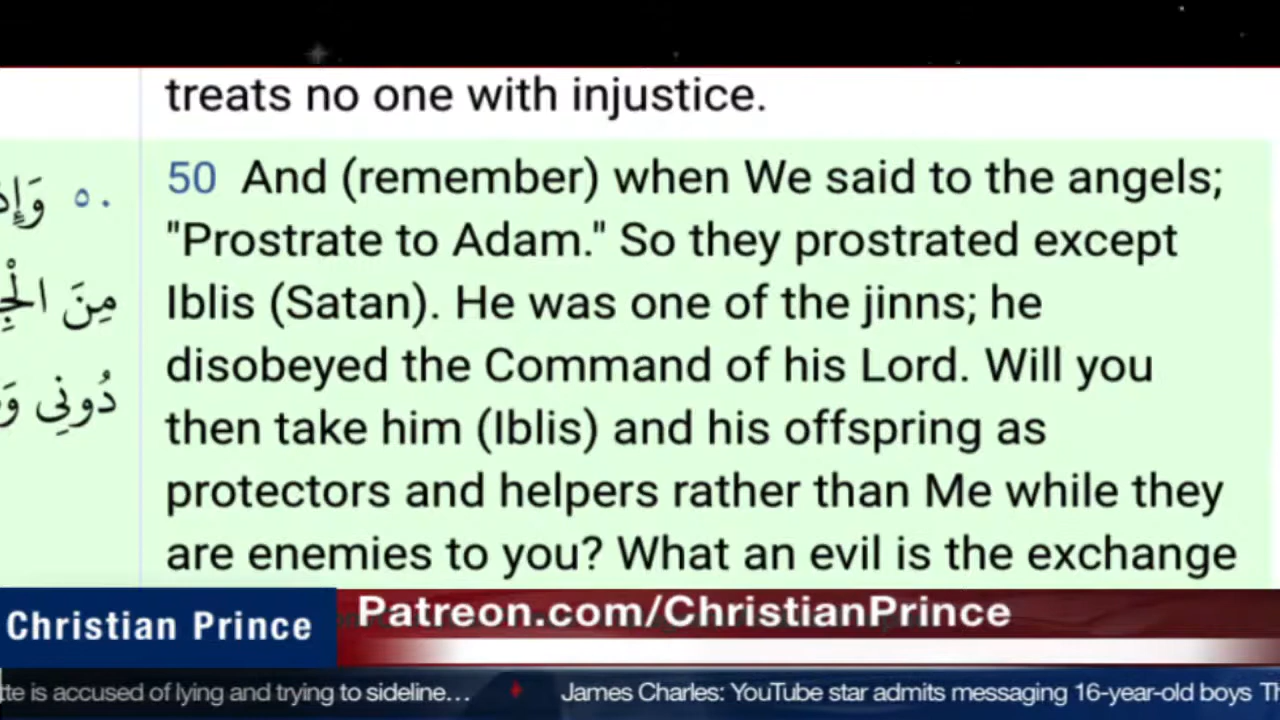 treats no one with injustice.
50 And (remember) when We said to the angels;
"Prostrate to Adam." So they prostrated except
Iblis (Satan). He was one of the jinns; he
disobeyed the Command of his Lord. Will you
then take him (Iblis) and his offspring as
protectors and helpers rather than Me while they
are enemies to you? What an evil is the exchange
٥٠
مِنَ
دُونِى
Christian Prince
Patreon.com/ChristianPrince
is accused of lying and trying to sideline… James Charles: YouTube star admits messaging 16-year-old boys